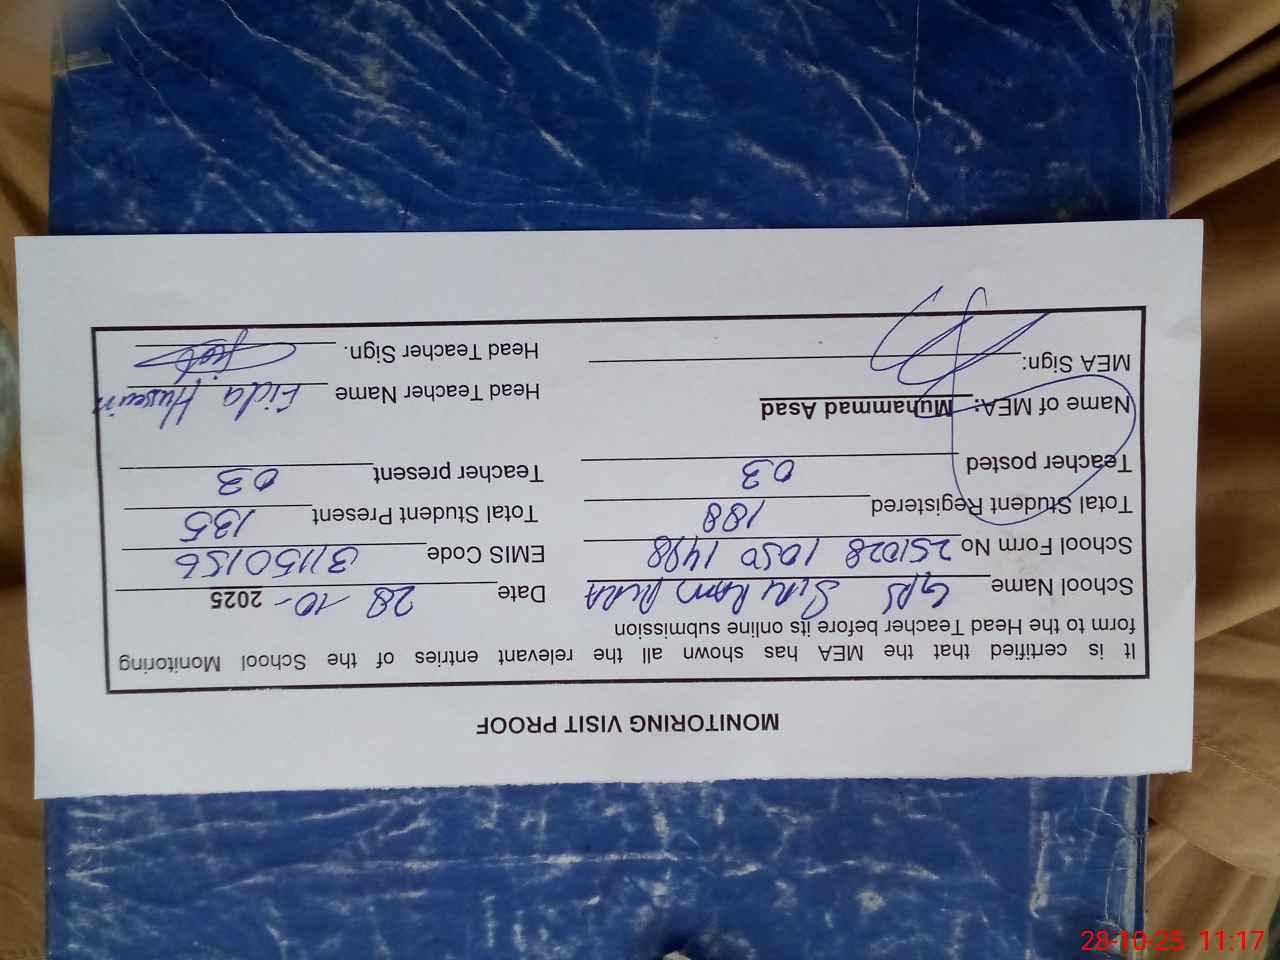 MONITORING VISIT PROOF
It is certified that the MEA has shown all the relevant entries of the School Monitoring
form to the Head Teacher before its online submission
School Name GPS Siri Ram Date 28-10-2025
School Form No 251028 1050 1498 EMIS Code 31150156
Total Student Registered 188 Total Student Present 135
Teacher posted 03 Teacher present 03
Name of MEA: Muhammad Asad Head Teacher Name Fida Hussain
MEA Sign: Head Teacher Sign.
28-10-25 11:17